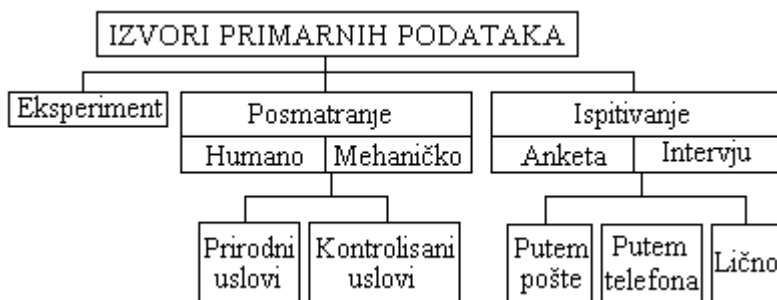 IZVORI PRIMARNIH PODATAKA
Eksperiment
Posmatranje
Ispitivanje
Humano
Mehaničko
Anketa
Intervju
Prirodni
uslovi
Kontrolisani
uslovi
Putem
pošte
Putem
telefona
Lično